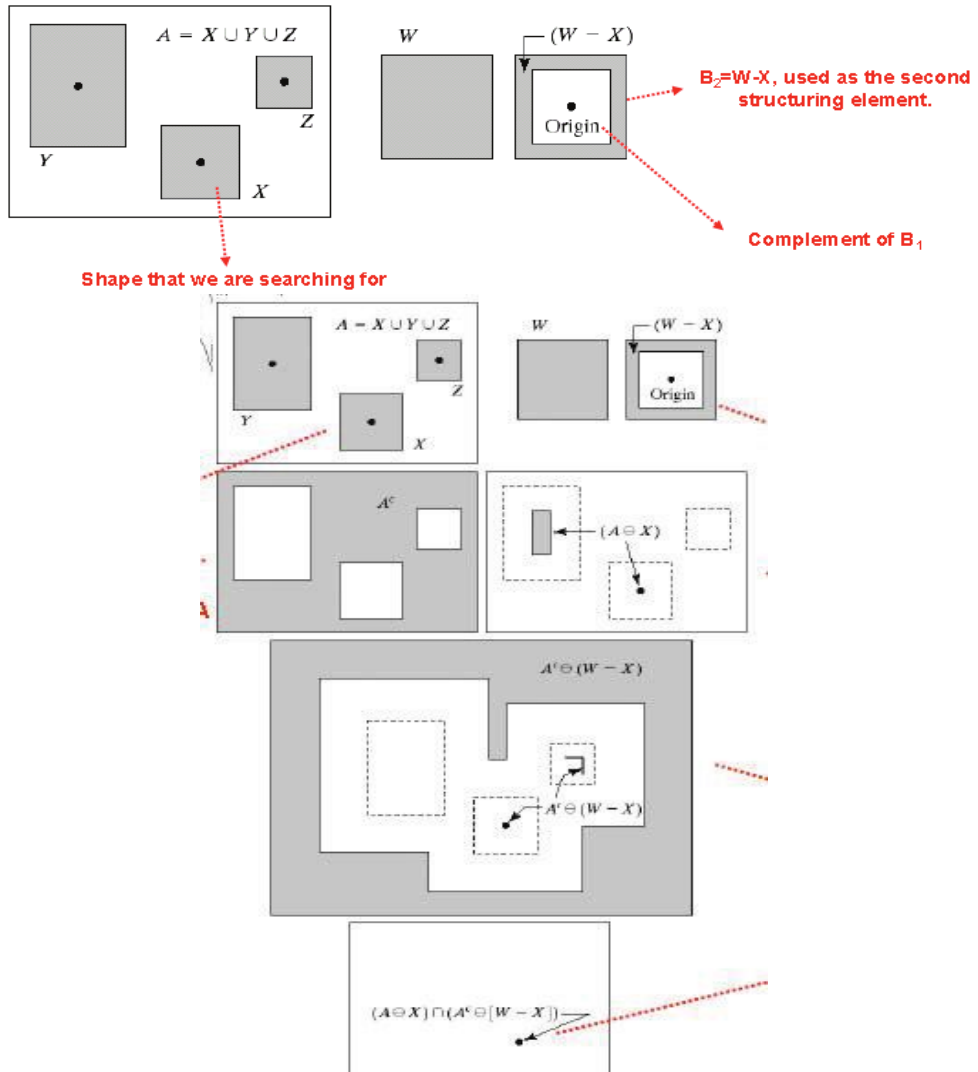 A = X ∪ Y ∪ Z
W
(W − X)
B₂=W-X, used as the second
structuring element.
Origin
Z
Y
X
Complement of B₁
Shape that we are searching for
A = X ∪ Y ∪ Z
W
(W − X)
Z
Origin
Y
X
Aᶜ
(A ⊖ X)
A
Aᶜ ⊖ (W − X)
Aᶜ ⊖ (W − X)
(A ⊖ X) ∩ (Aᶜ ⊖ [W − X])